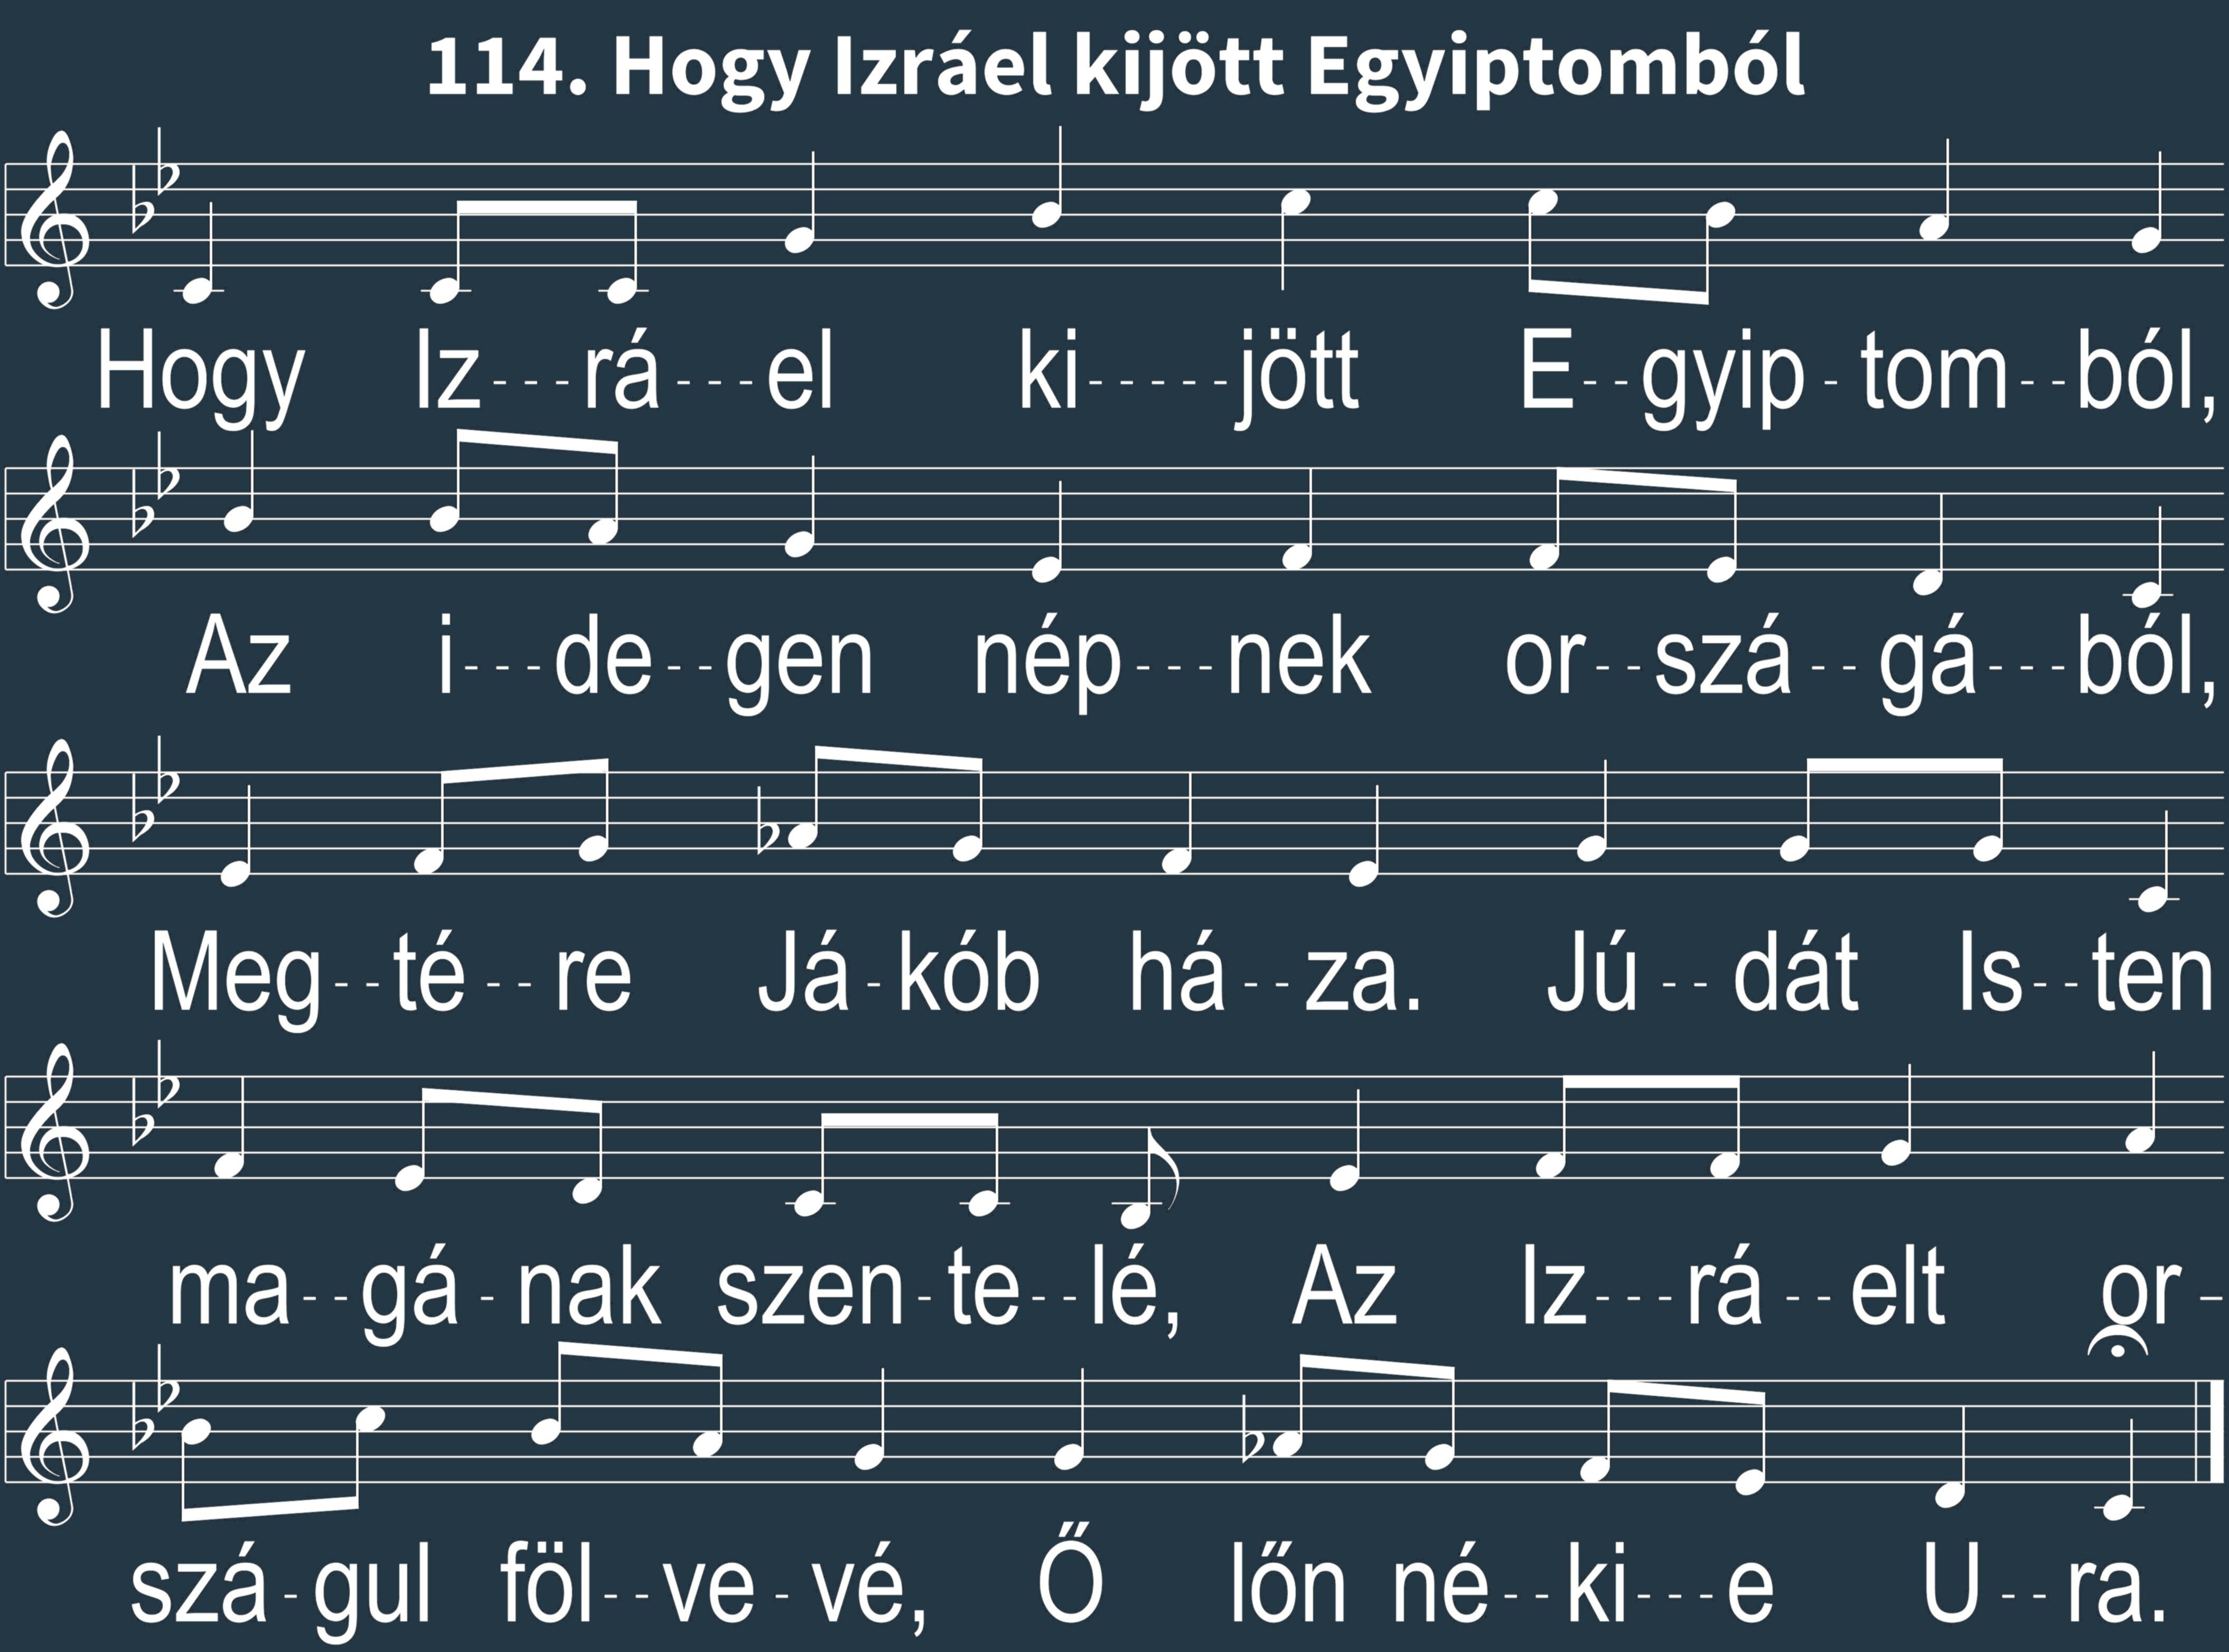 114. Hogy Izráel kijött Egyiptomból
Hogy Iz---rá---el ki-----jött E--gyip-tom--ból,
Az i---de--gen nép---nek or--szá--gá---ból,
Meg--té--re Já-kób há--za. Jú--dát Is--ten
ma--gá-nak szen-te--lé, Az Iz---rá--elt or-
szá-gul föl--ve-vé, Ő lőn né--ki---e U--ra.